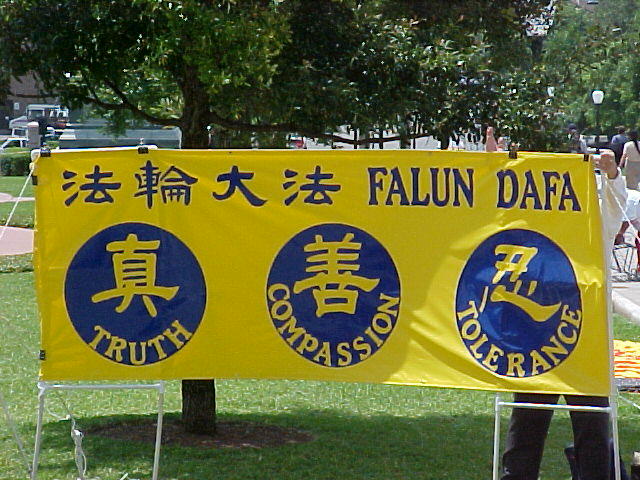 法輪大法 FALUN DAFA
真 善 忍
TRUTH COMPASSION TOLERANCE